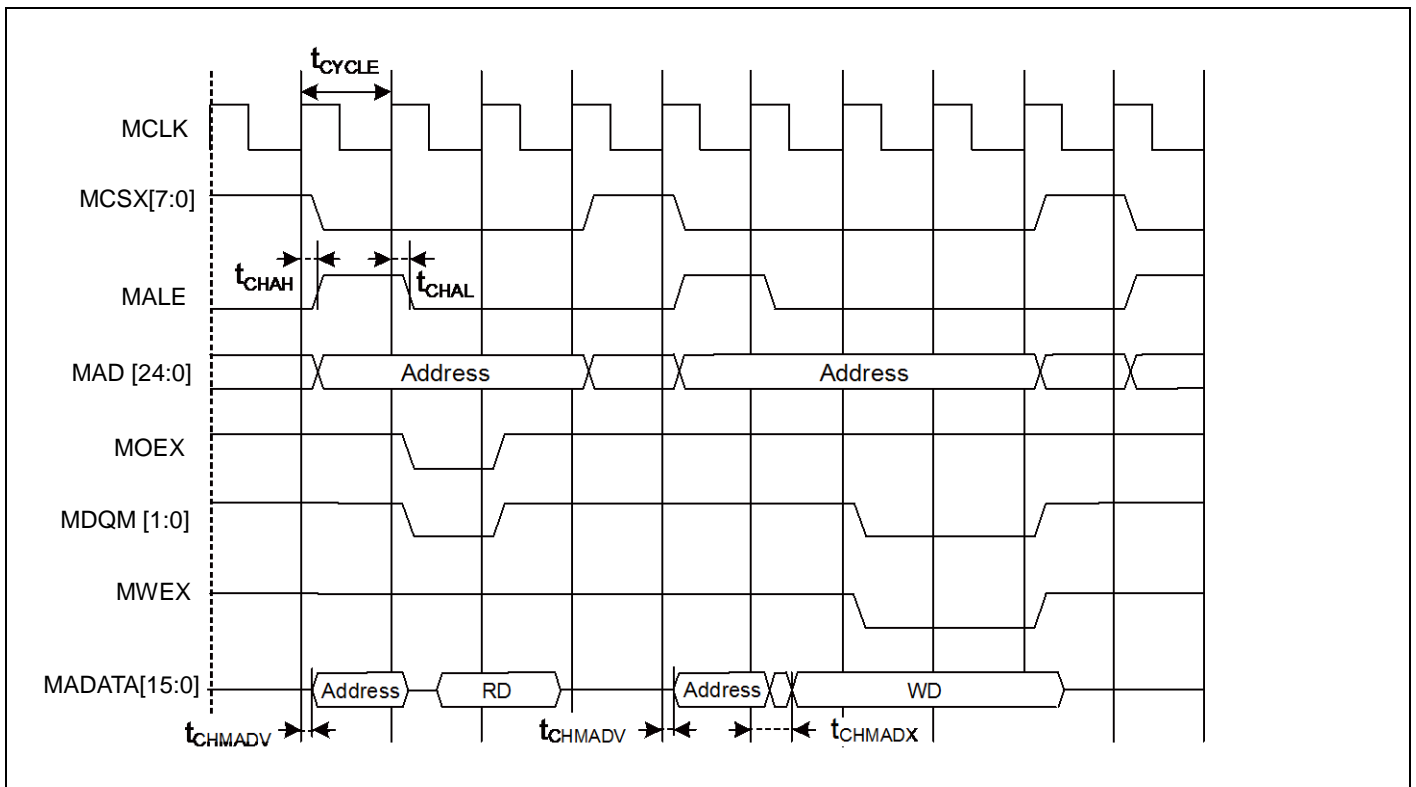 tCYCLE
MCLK
MCSX[7:0]
tCHAH
tCHAL
MALE
MAD [24:0]
Address
Address
MOEX
MDQM [1:0]
MWEX
MADATA[15:0]
Address
RD
Address
WD
tCHMADV
tCHMADV
tCHMADX